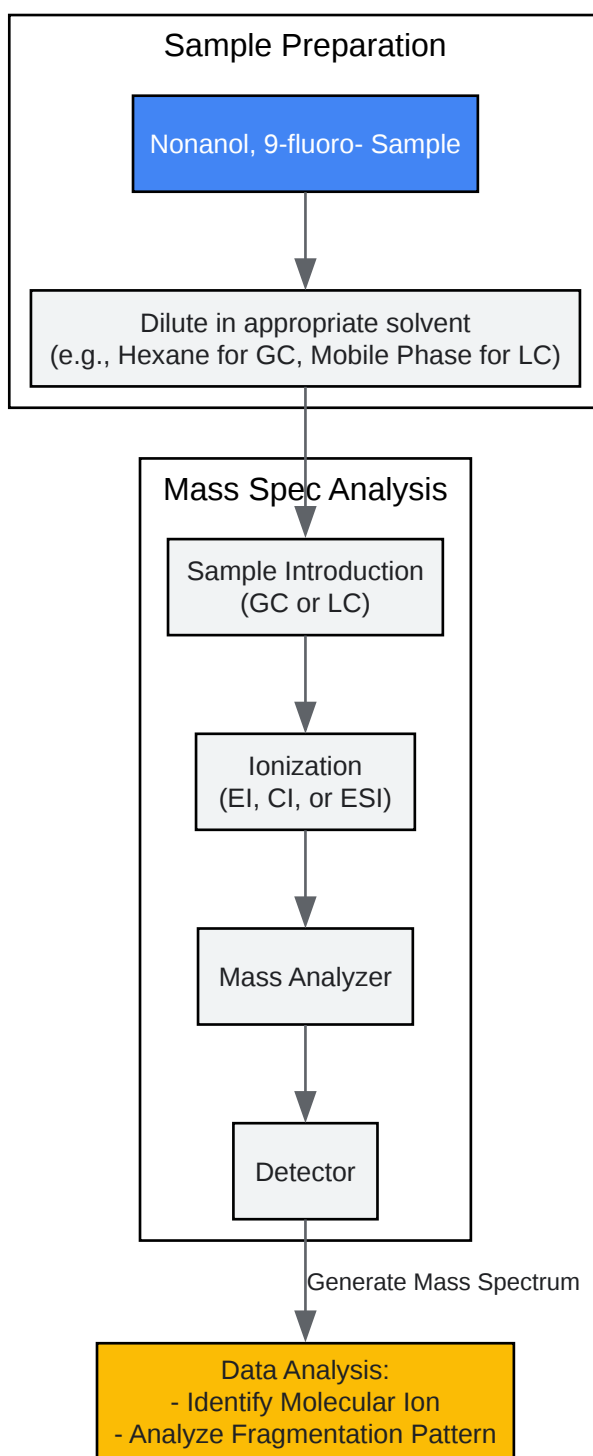 Sample Preparation
Nonanol, 9-fluoro- Sample
Dilute in appropriate solvent
(e.g., Hexane for GC, Mobile Phase for LC)
Mass Spec Analysis
Sample Introduction
(GC or LC)
Ionization
(EI, CI, or ESI)
Mass Analyzer
Detector
Generate Mass Spectrum
Data Analysis:
- Identify Molecular Ion
- Analyze Fragmentation Pattern